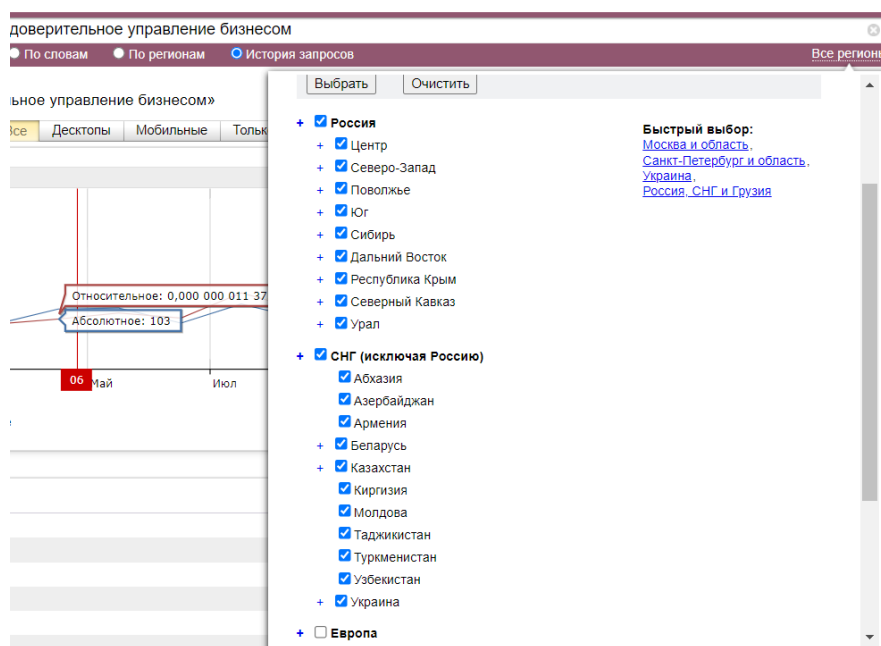 доверительное управление бизнесом
По словам По регионам История запросов Все регионы
ьное управление бизнесом»
Все Десктопы Мобильные Тольк
Относительное: 0,000 000 011 37
Абсолютное: 103
06 Май Июл
Выбрать Очистить
+ Россия
+ Центр
+ Северо-Запад
+ Поволжье
+ Юг
+ Сибирь
+ Дальний Восток
+ Республика Крым
+ Северный Кавказ
+ Урал
+ СНГ (исключая Россию)
Абхазия
Азербайджан
Армения
+ Беларусь
+ Казахстан
Киргизия
Молдова
Таджикистан
Туркменистан
Узбекистан
+ Украина
+ Европа
Быстрый выбор:
Москва и область,
Санкт-Петербург и область,
Украина,
Россия, СНГ и Грузия